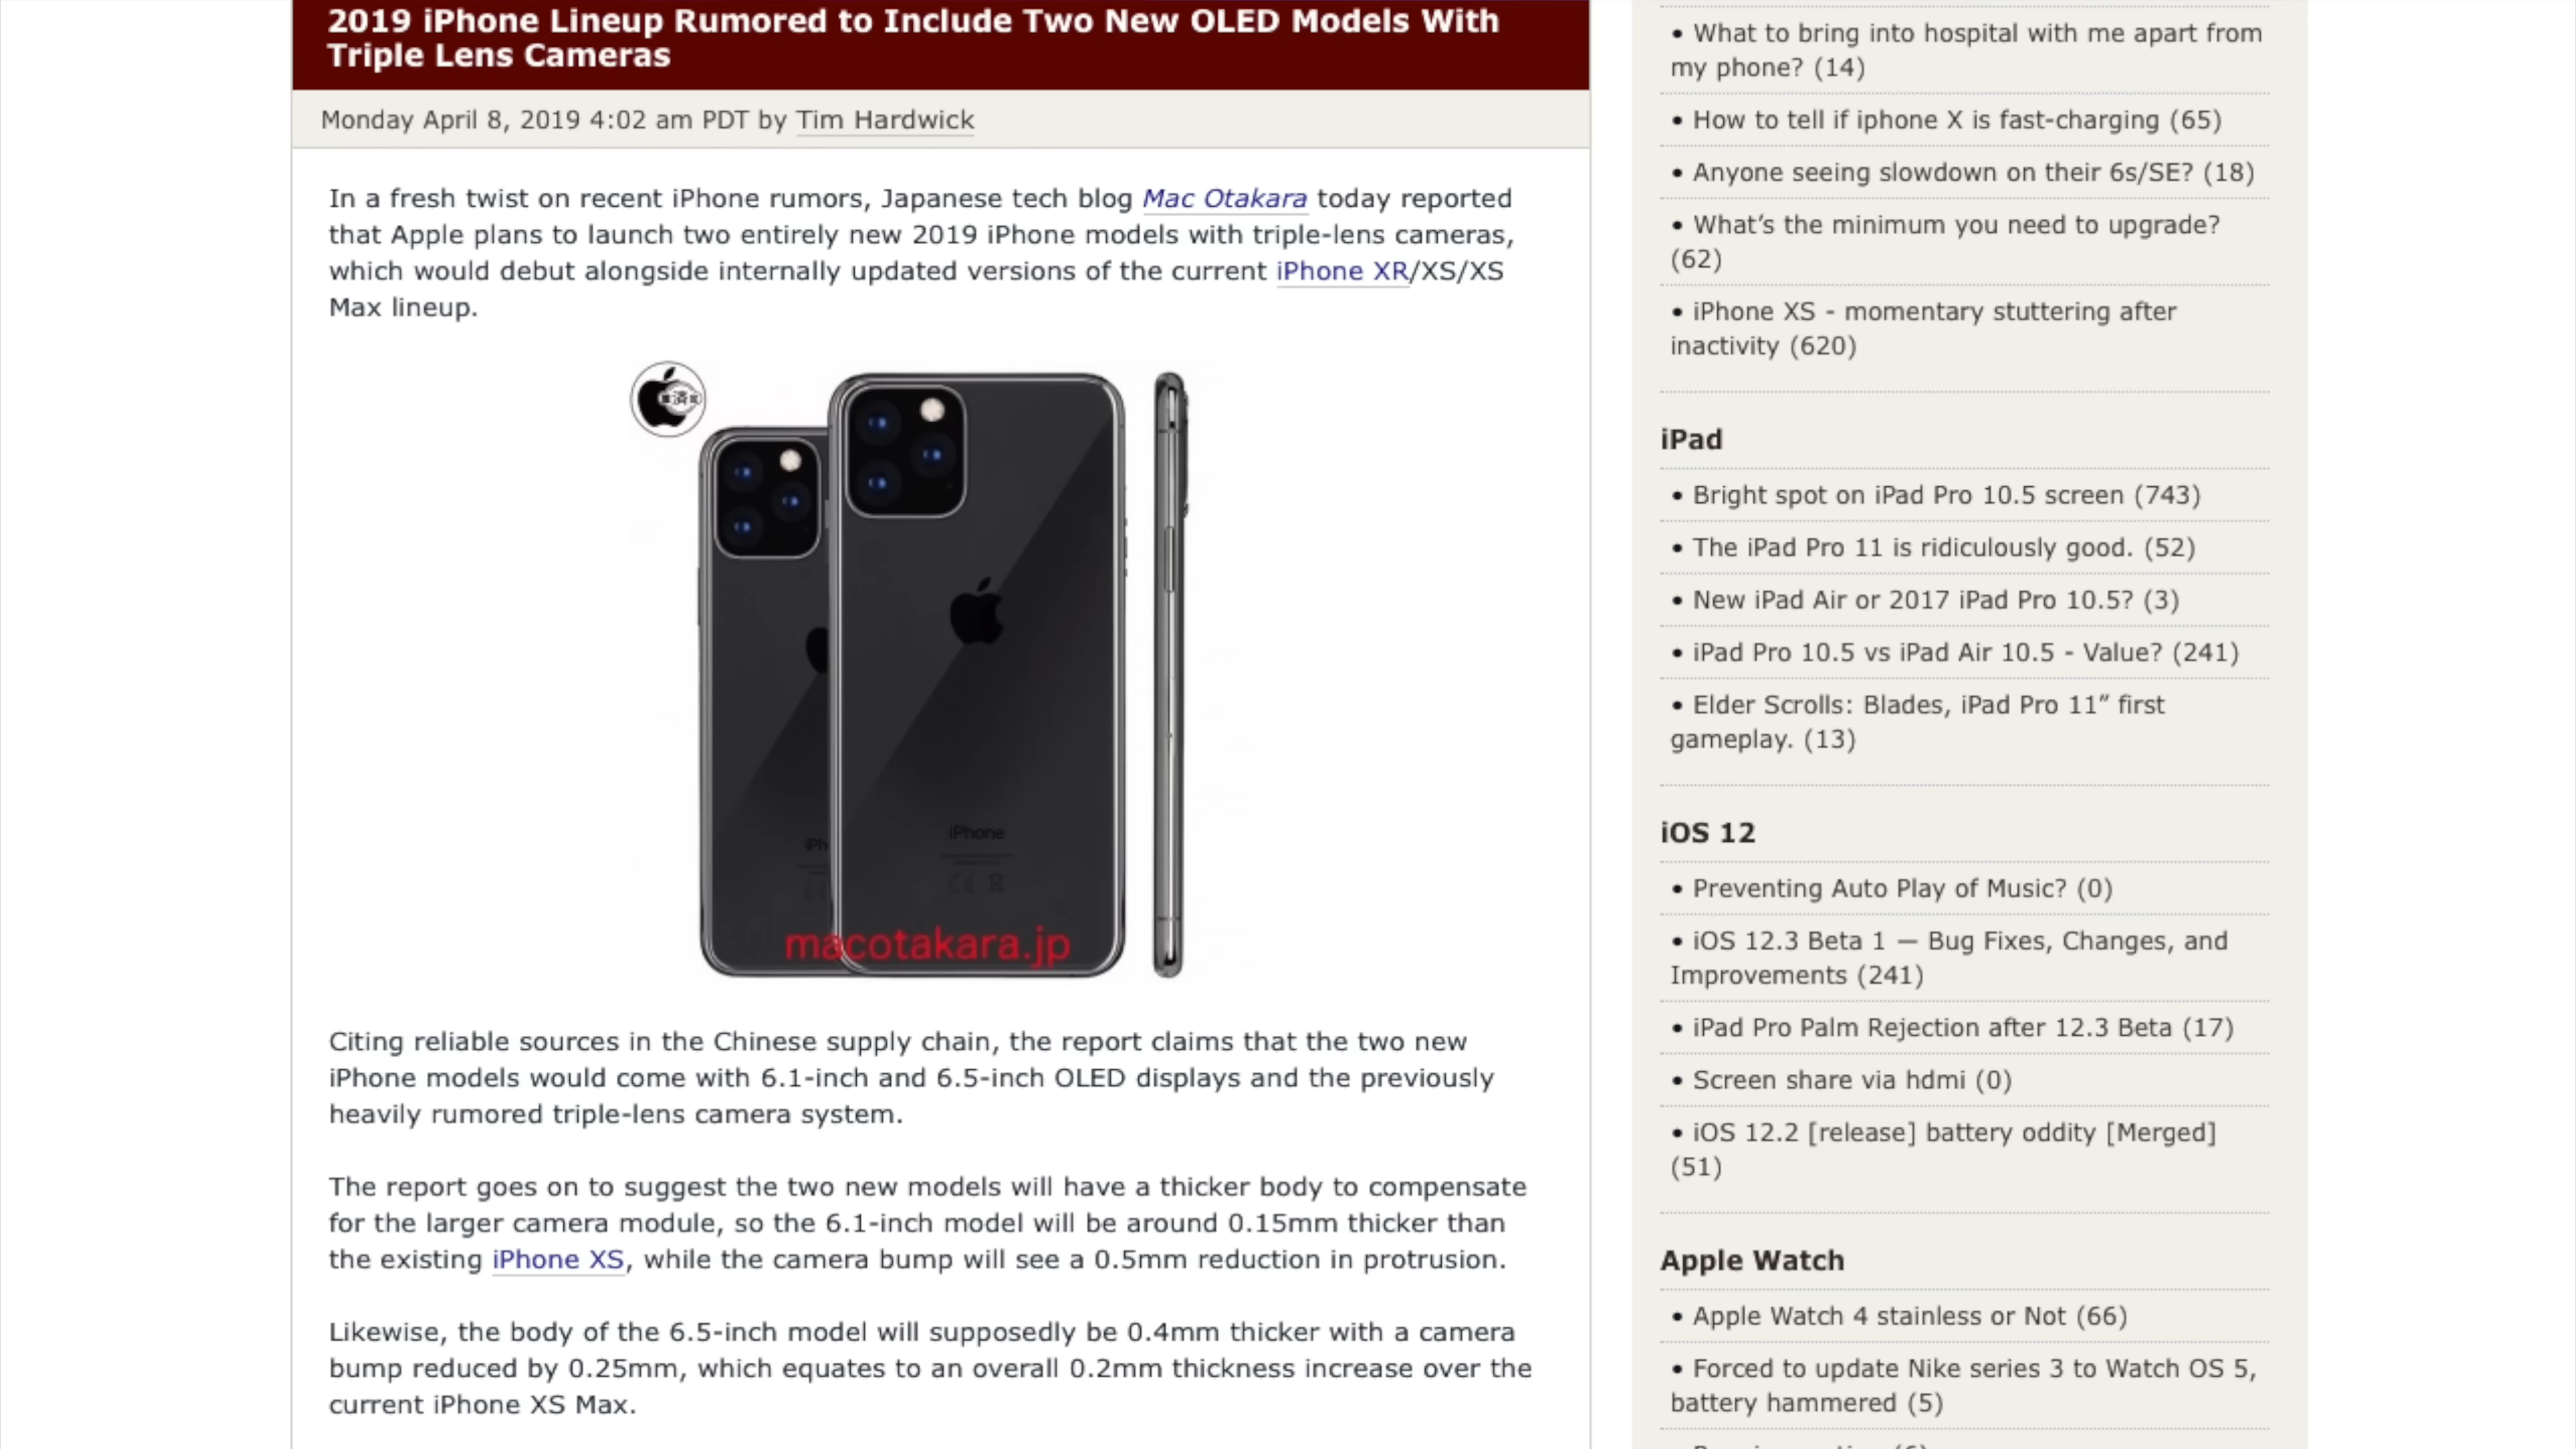 2019 iPhone Lineup Rumored to Include Two New OLED Models With
Triple Lens Cameras
Monday April 8, 2019 4:02 am PDT by Tim Hardwick
In a fresh twist on recent iPhone rumors, Japanese tech blog Mac Otakara today reported
that Apple plans to launch two entirely new 2019 iPhone models with triple-lens cameras,
which would debut alongside internally updated versions of the current iPhone XR/XS/XS
Max lineup.
iPhone
iPh
macotakara.jp
Citing reliable sources in the Chinese supply chain, the report claims that the two new
iPhone models would come with 6.1-inch and 6.5-inch OLED displays and the previously
heavily rumored triple-lens camera system.
The report goes on to suggest the two new models will have a thicker body to compensate
for the larger camera module, so the 6.1-inch model will be around 0.15mm thicker than
the existing iPhone XS, while the camera bump will see a 0.5mm reduction in protrusion.
Likewise, the body of the 6.5-inch model will supposedly be 0.4mm thicker with a camera
bump reduced by 0.25mm, which equates to an overall 0.2mm thickness increase over the
current iPhone XS Max.
• What to bring into hospital with me apart from
my phone? (14)
• How to tell if iphone X is fast-charging (65)
• Anyone seeing slowdown on their 6s/SE? (18)
• What’s the minimum you need to upgrade?
(62)
• iPhone XS - momentary stuttering after
inactivity (620)
iPad
• Bright spot on iPad Pro 10.5 screen (743)
• The iPad Pro 11 is ridiculously good. (52)
• New iPad Air or 2017 iPad Pro 10.5? (3)
• iPad Pro 10.5 vs iPad Air 10.5 - Value? (241)
• Elder Scrolls: Blades, iPad Pro 11” first
gameplay. (13)
iOS 12
• Preventing Auto Play of Music? (0)
• iOS 12.3 Beta 1 — Bug Fixes, Changes, and
Improvements (241)
• iPad Pro Palm Rejection after 12.3 Beta (17)
• Screen share via hdmi (0)
• iOS 12.2 [release] battery oddity [Merged]
(51)
Apple Watch
• Apple Watch 4 stainless or Not (66)
• Forced to update Nike series 3 to Watch OS 5,
battery hammered (5)